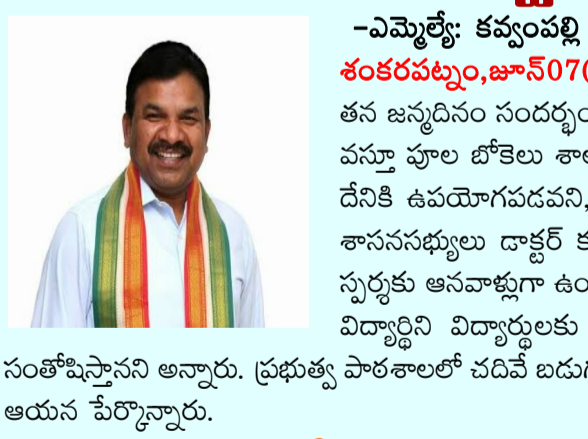 -ఎమ్మెల్యే: కవ్వంపల్లి
శంకరపట్నం,జూన్07(
తన జన్మదినం సందర్భం
వస్తూ పూల బోకెలు
దేనికి ఉపయోగపడవని,
శాసనసభ్యులు డాక్టర్
స్పర్శకు ఆనవాళ్లుగా
విద్యార్థిని విద్యార్థులకు
సంతోషిస్తానని అన్నారు. ప్రభుత్వ పాఠశాలలో చదివే
ఆయన పేర్కొన్నారు.